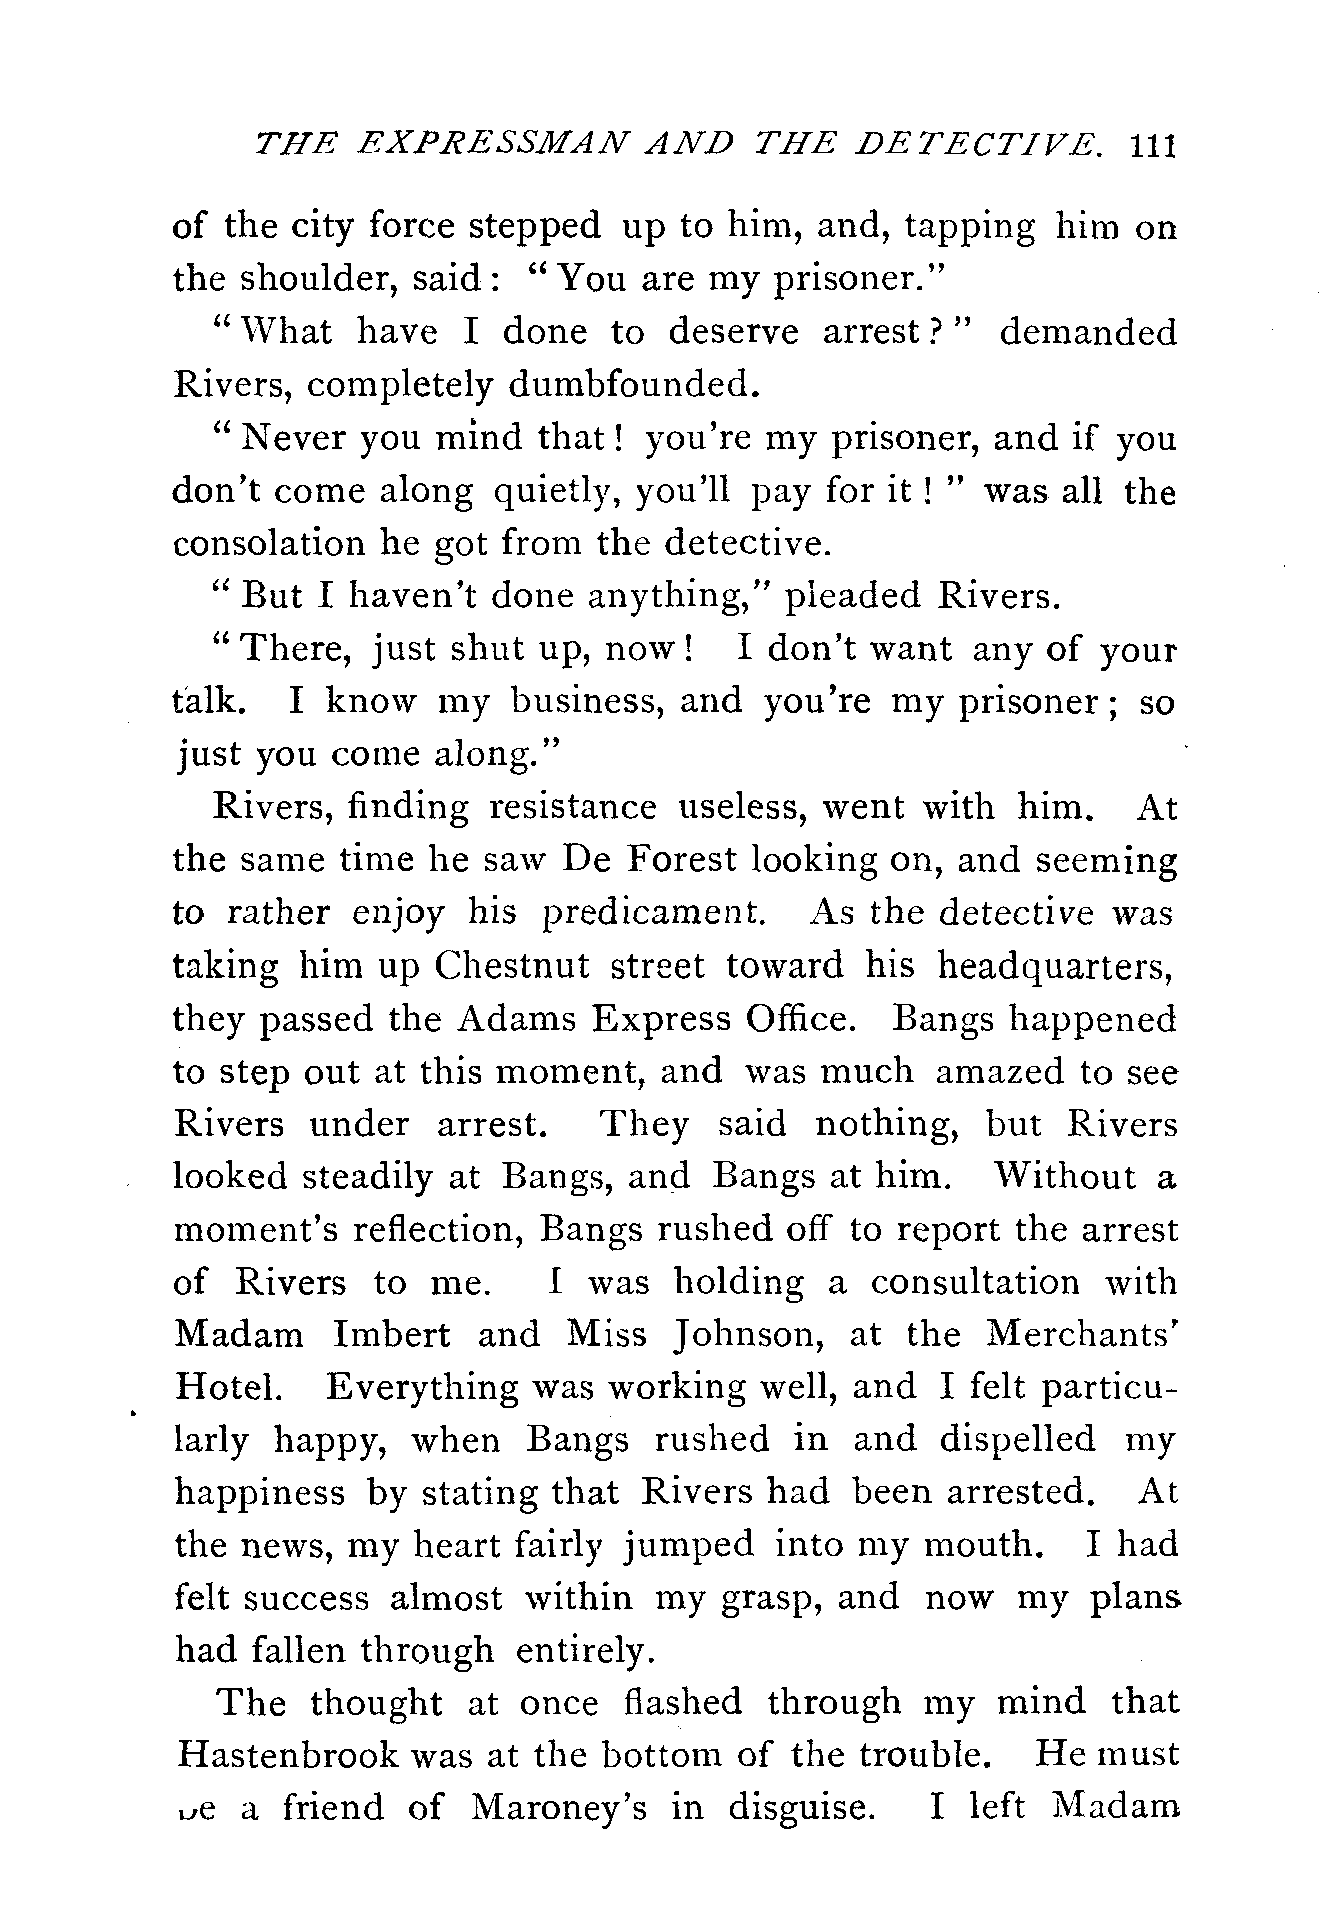 THE EXPRESSMAN AND THE DETECTIVE. 111
of the city force stepped up to him, and, tapping him on
the shoulder, said: "You are my prisoner."
"What have I done to deserve arrest?" demanded
Rivers, completely dumbfounded.
"Never you mind that! you're my prisoner, and if you
don't come along quietly, you'll pay for it!" was all the
consolation he got from the detective.
"But I haven't done anything," pleaded Rivers.
"There, just shut up, now! I don't want any of your
talk. I know my business, and you're my prisoner; so
just you come along."
Rivers, finding resistance useless, went with him. At
the same time he saw De Forest looking on, and seeming
to rather enjoy his predicament. As the detective was
taking him up Chestnut street toward his headquarters,
they passed the Adams Express Office. Bangs happened
to step out at this moment, and was much amazed to see
Rivers under arrest. They said nothing, but Rivers
looked steadily at Bangs, and Bangs at him. Without a
moment's reflection, Bangs rushed off to report the arrest
of Rivers to me. I was holding a consultation with
Madam Imbert and Miss Johnson, at the Merchants'
Hotel. Everything was working well, and I felt particu-
larly happy, when Bangs rushed in and dispelled my
happiness by stating that Rivers had been arrested. At
the news, my heart fairly jumped into my mouth. I had
felt success almost within my grasp, and now my plans
had fallen through entirely.
The thought at once flashed through my mind that
Hastenbrook was at the bottom of the trouble. He must
be a friend of Maroney's in disguise. I left Madam